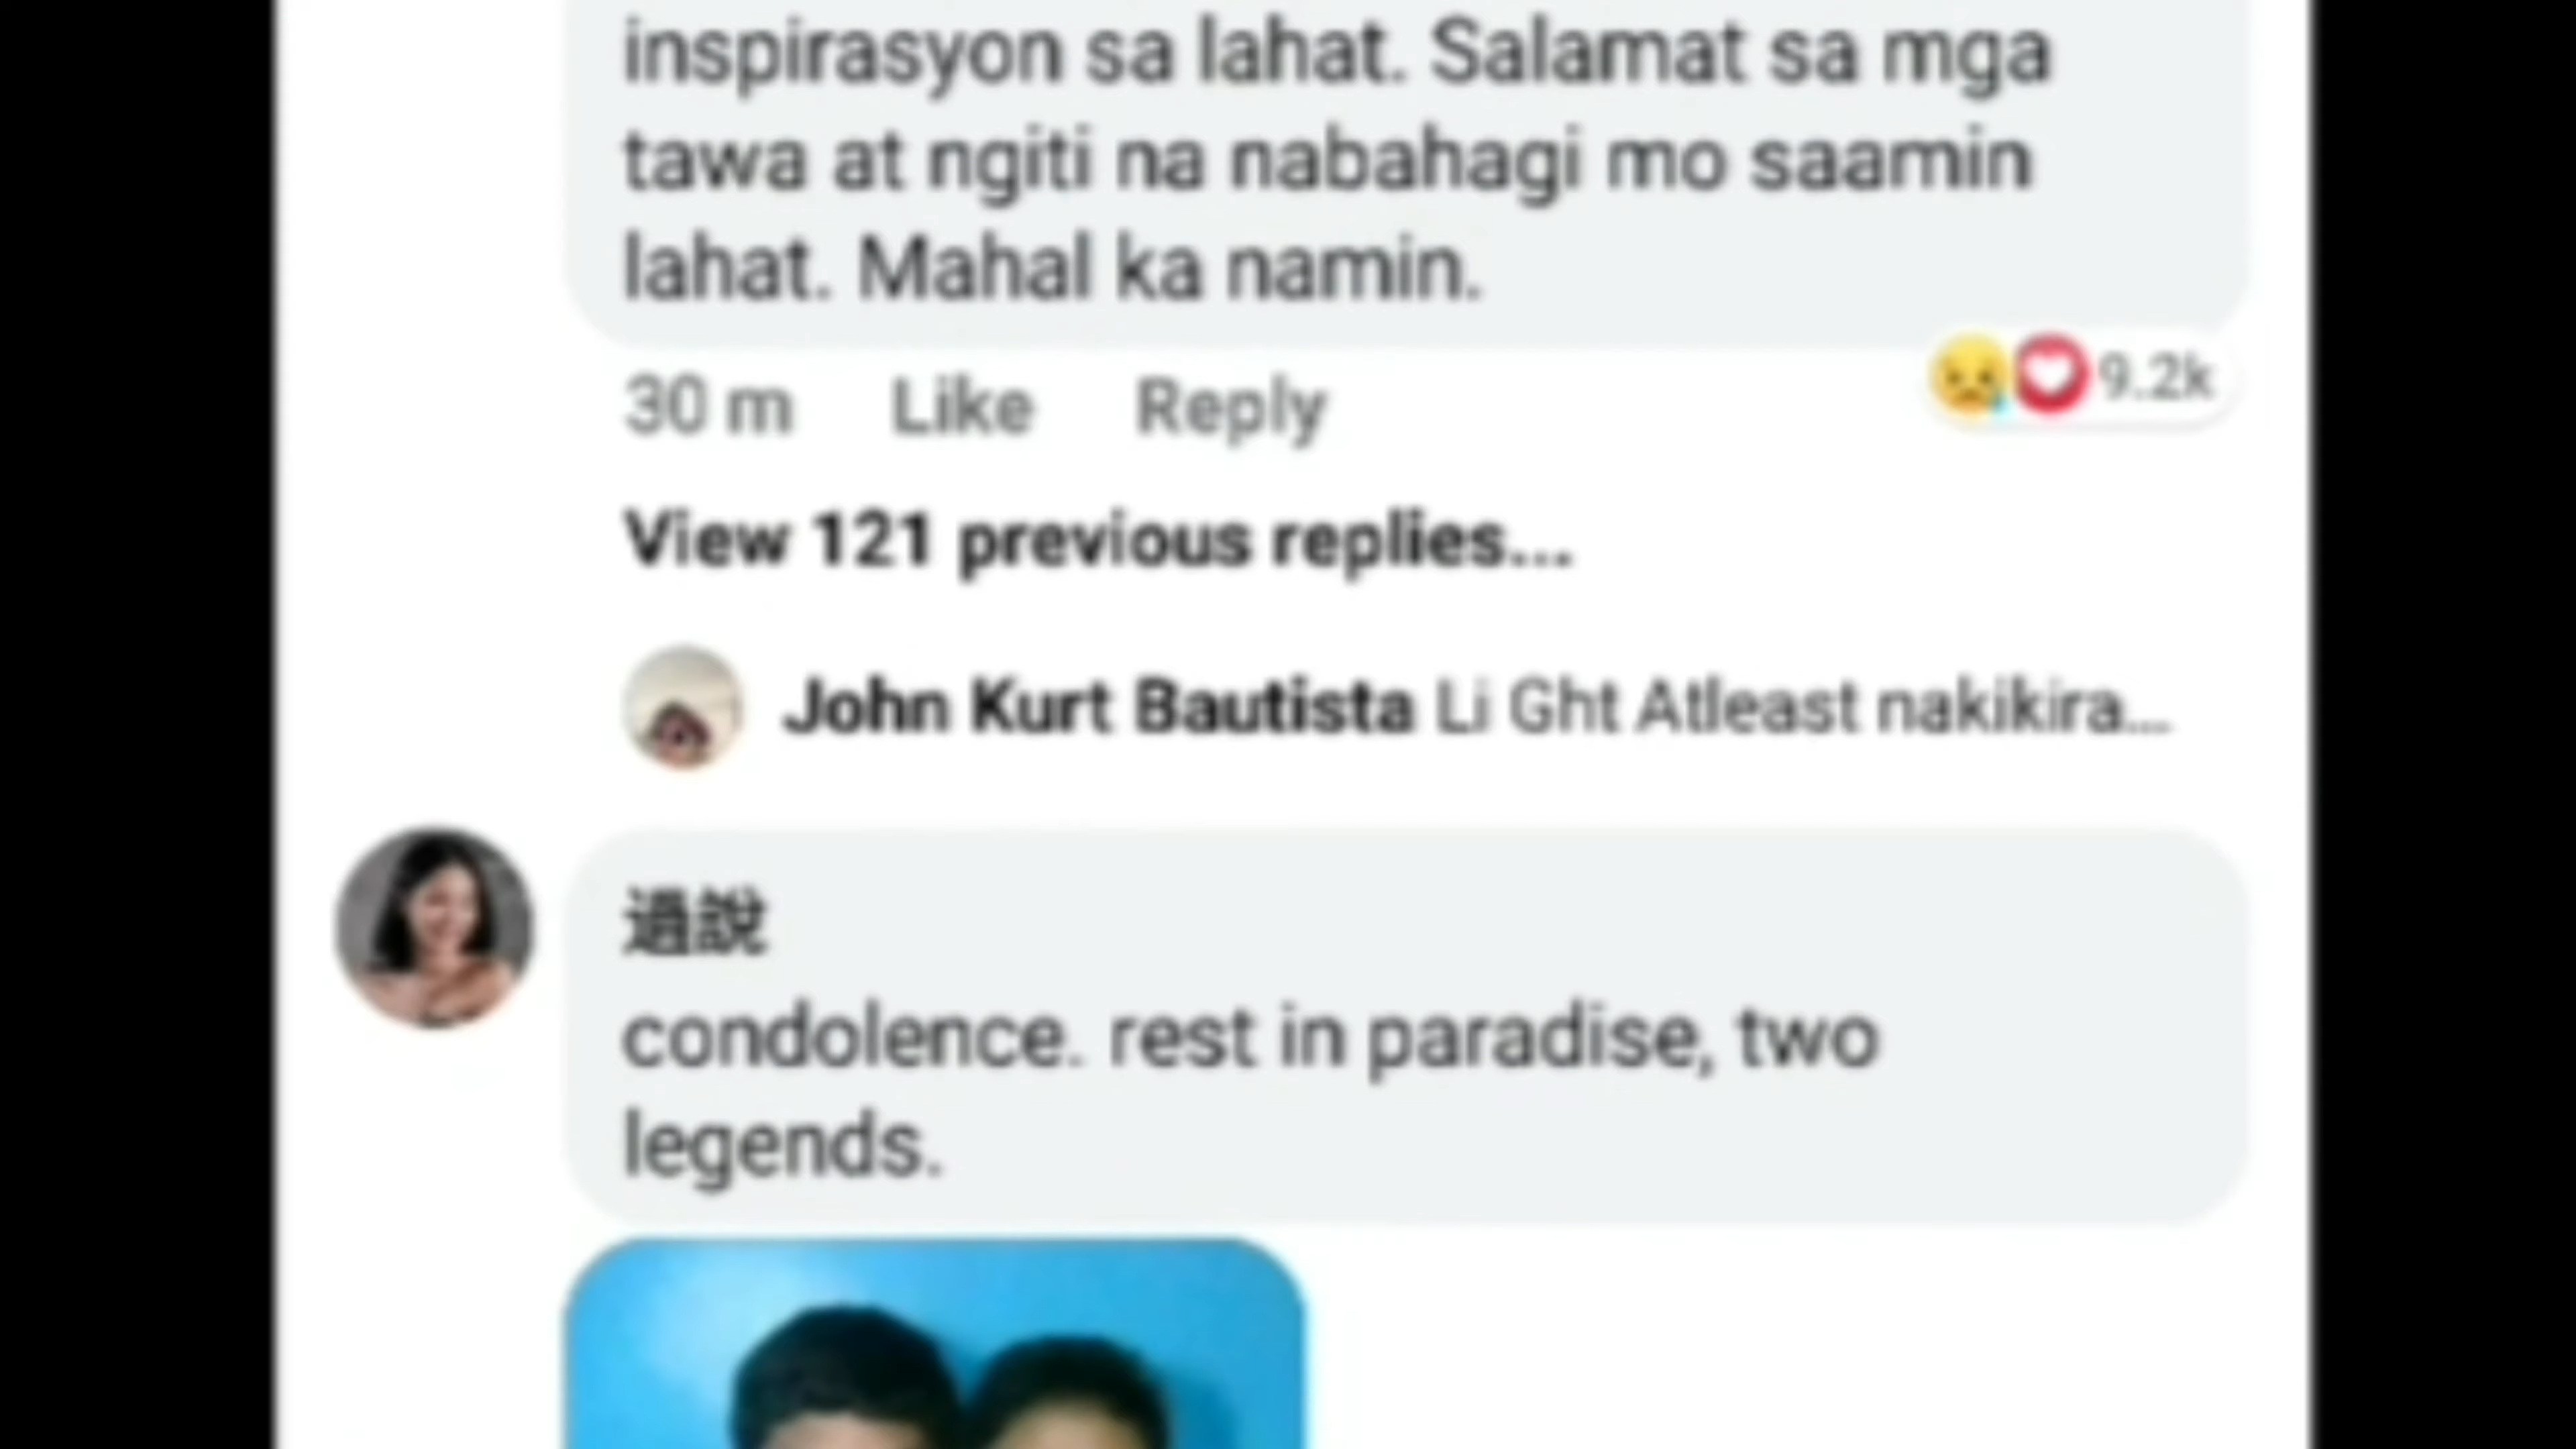 inspirasyon sa lahat. Salamat sa mga
tawa at ngiti na nabahagi mo saamin
lahat. Mahal ka namin.
9.2k
30 m Like Reply
View 121 previous replies...
John Kurt Bautista Li Ght Atleast nakikira...
過說
condolence. rest in paradise, two
legends.